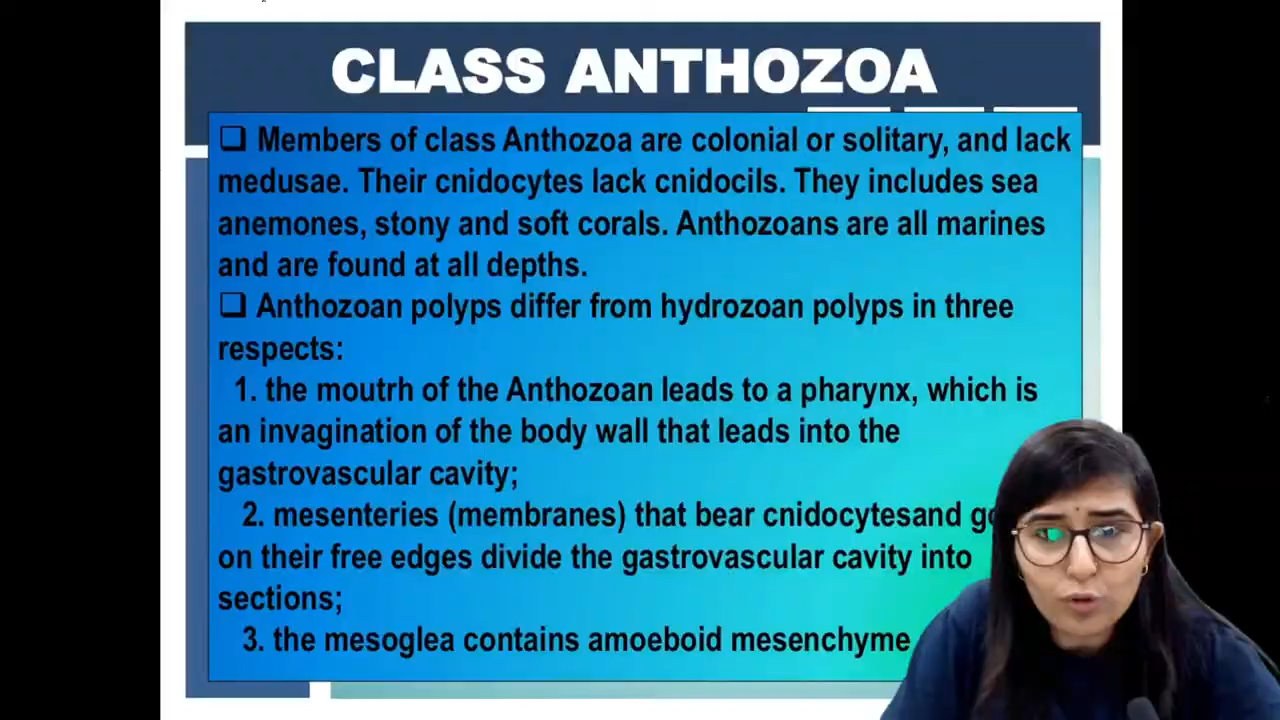 CLASS ANTHOZOA
❑ Members of class Anthozoa are colonial or solitary, and lack
medusae. Their cnidocytes lack cnidocils. They includes sea
anemones, stony and soft corals. Anthozoans are all marines
and are found at all depths.
❑ Anthozoan polyps differ from hydrozoan polyps in three
respects:
1. the moutrh of the Anthozoan leads to a pharynx, which is
an invagination of the body wall that leads into the
gastrovascular cavity;
2. mesenteries (membranes) that bear cnidocytesand
on their free edges divide the gastrovascular cavity into
sections;
3. the mesoglea contains amoeboid mesenchyme